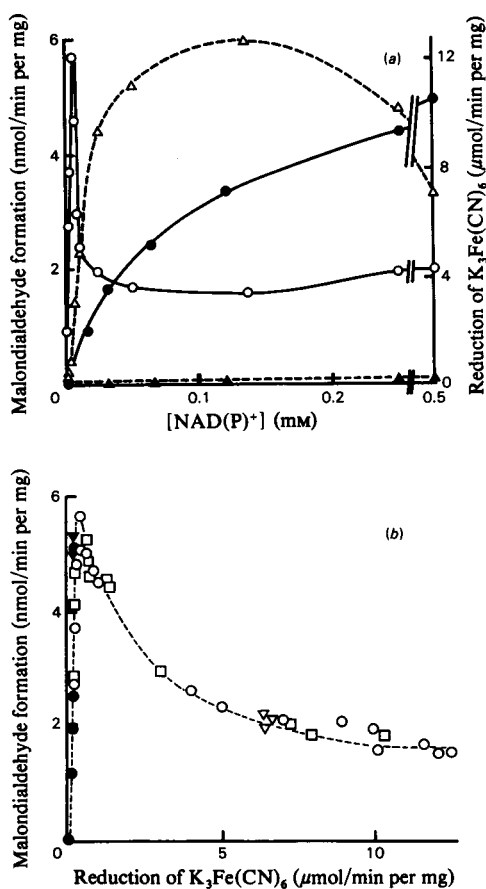 Malondialdehyde formation (nmol/min per mg)
6
4
2
0
(a)
12
8
4
0
Reduction of K₃Fe(CN)₆ (μmol/min per mg)
0 0.1 0.2 0.5
[NAD(P)⁺] (mM)
Malondialdehyde formation (nmol/min per mg)
6
4
2
0
(b)
0 5 10
Reduction of K₃Fe(CN)₆ (μmol/min per mg)